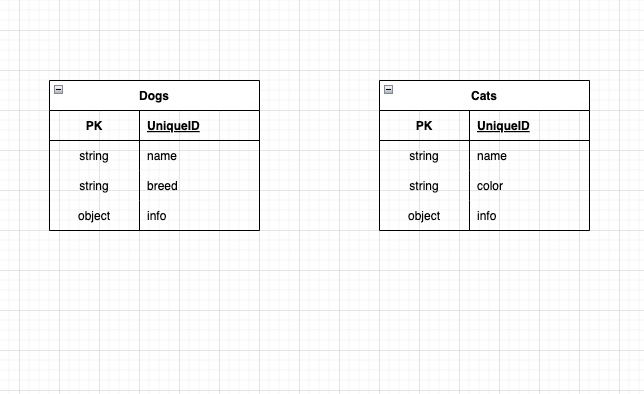 Dogs
PK UniqueID
string name
string breed
object info
Cats
PK UniqueID
string name
string color
object info